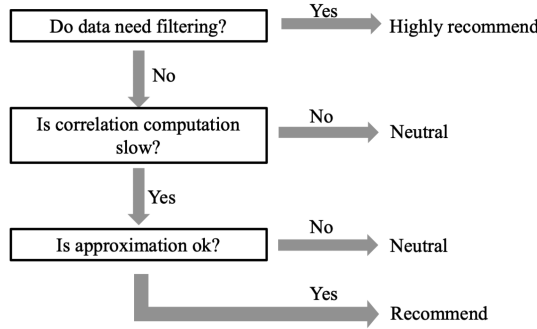 Do data need filtering?
Yes
Highly recommend
No
Is correlation computation
slow?
No
Neutral
Yes
Is approximation ok?
No
Neutral
Yes
Recommend